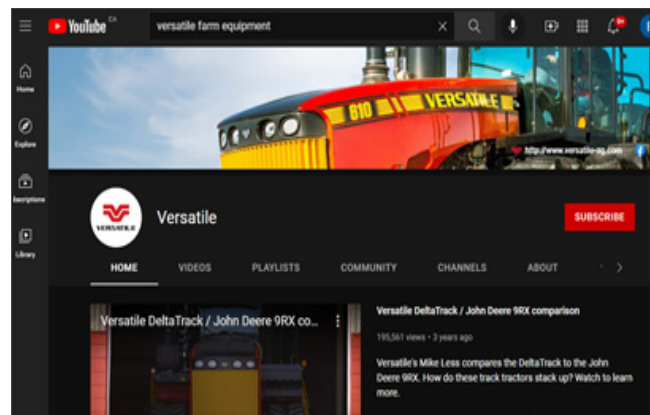 YouTube CA
versatile farm equipment
9+
Home
Explore
Library
610
VERSATILE
http://www.versatile-ag.com
VERSATILE
Versatile
SUBSCRIBE
HOME VIDEOS PLAYLISTS COMMUNITY CHANNELS ABOUT
Versatile DeltaTrack / John Deere 9RX co...
Versatile DeltaTrack / John Deere 9RX comparison
195,561 views • 3 years ago
Versatile's Mike Less compares the DeltaTrack to the John
Deere 9RX. How do these track tractors stack up? Watch to learn
more.